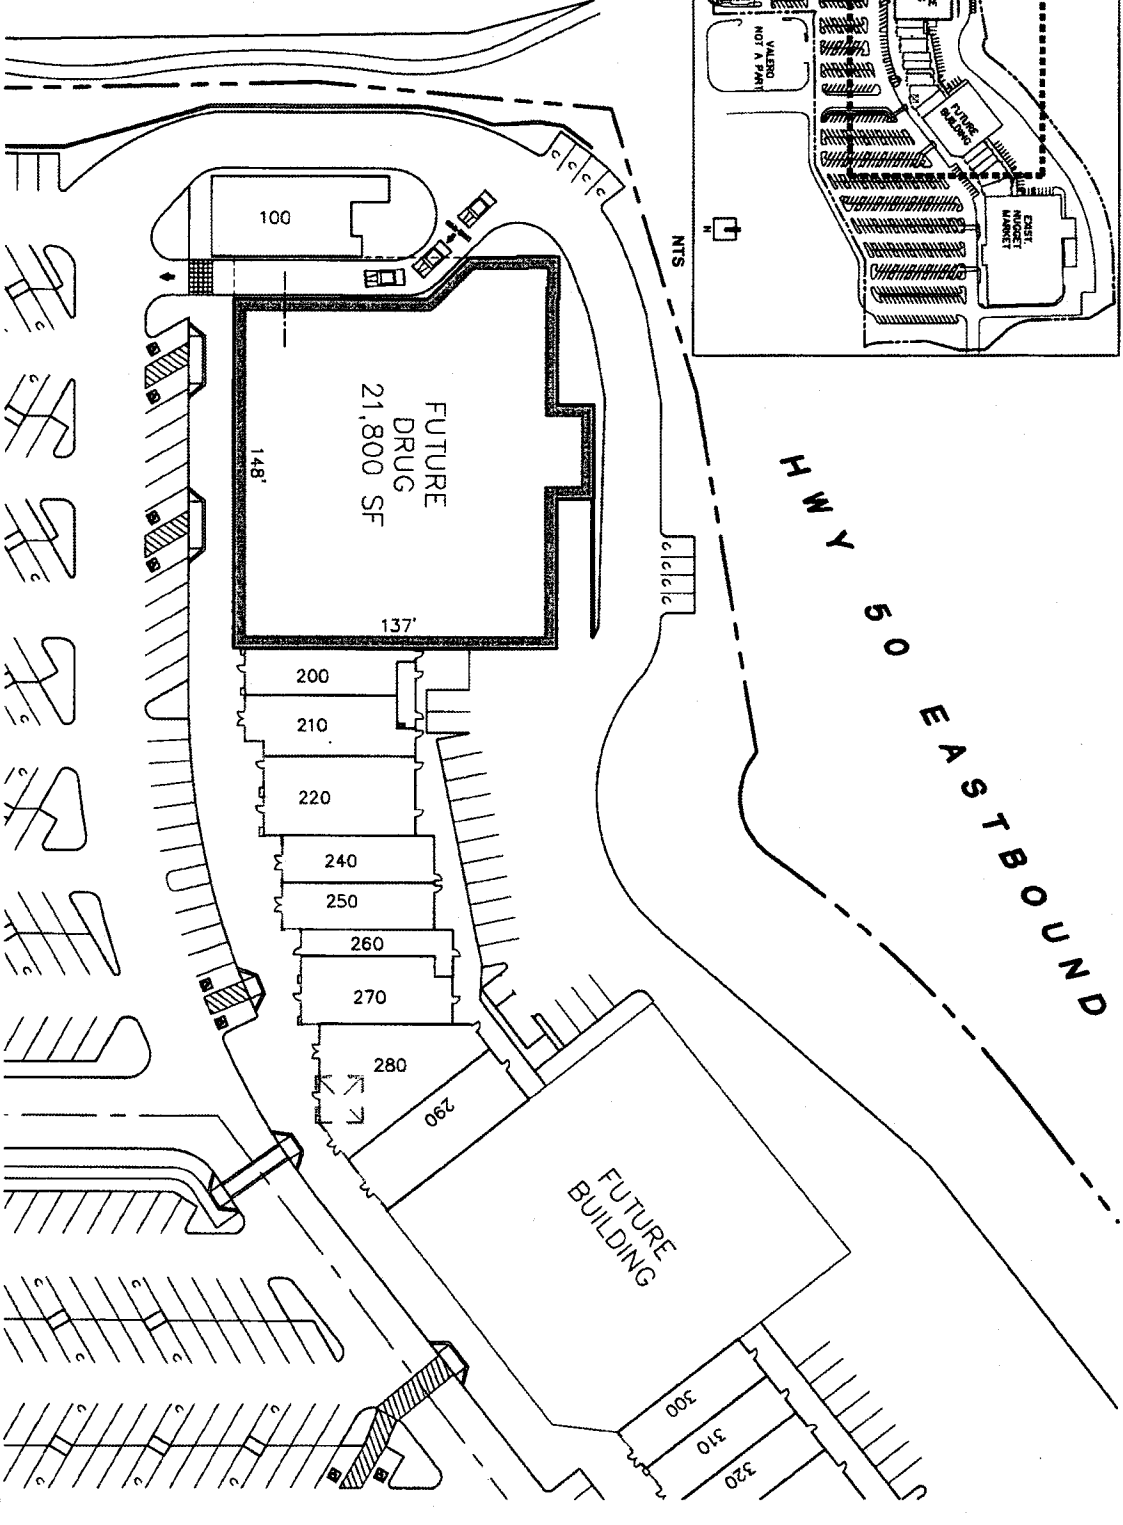 VALERO
NOT A PART
FUTURE
BUILDING
EAST
NUGGET
MARKET
N
NTS
HWY 50 EASTBOUND
100
FUTURE
DRUG
21,800 SF
148'
137'
200
210
220
240
250
260
270
280
290
FUTURE
BUILDING
300
310
320